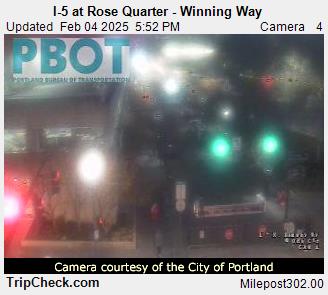 I-5 at Rose Quarter - Winning Way
Updated Feb 04 2025 5:52 PM Camera 4
PBOT
PORTLAND BUREAU OF TRANSPORTATION
Camera courtesy of the City of Portland
TripCheck.com Milepost302.00